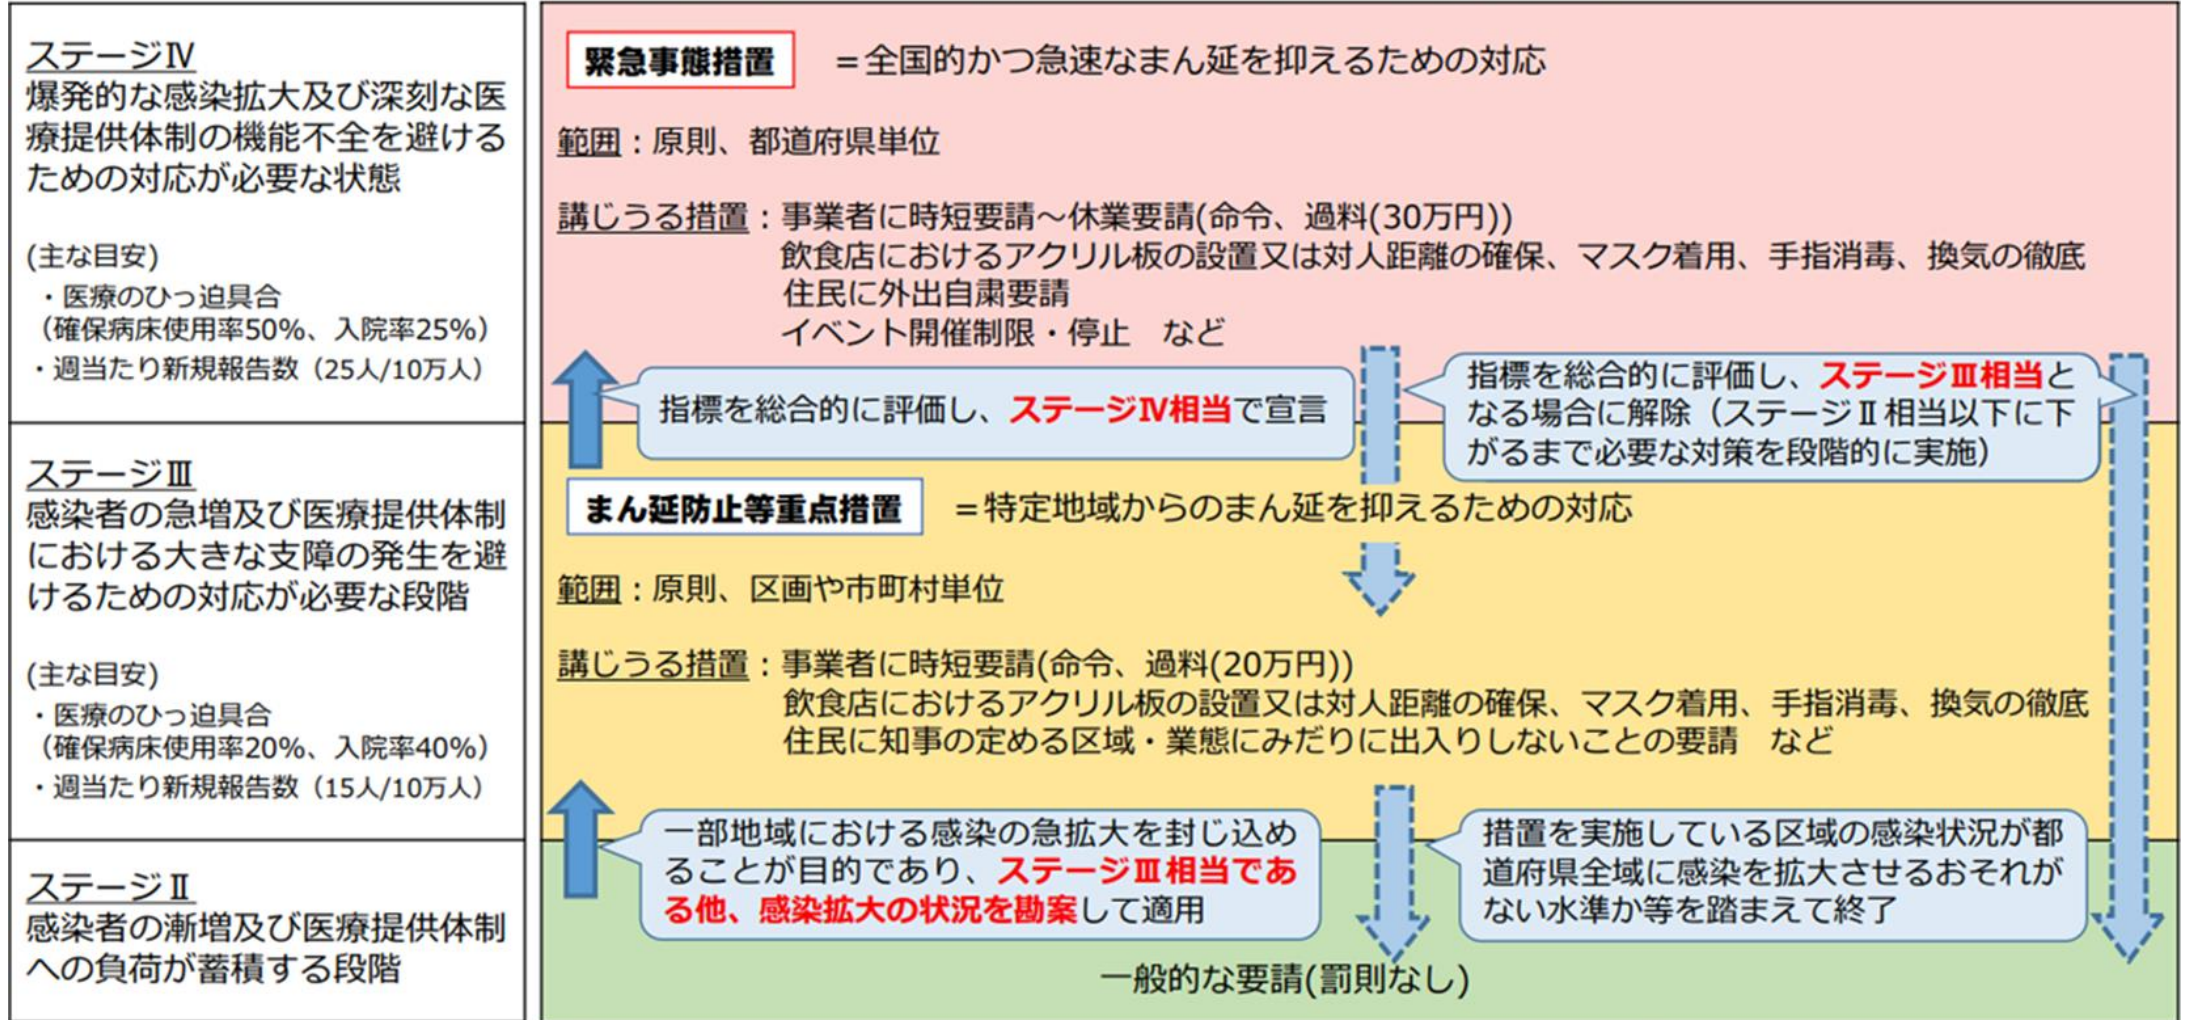 ステージⅣ
爆発的な感染拡大及び深刻な医
療提供体制の機能不全を避ける
ための対応が必要な状態
(主な目安)
・医療のひっ迫具合
（確保病床使用率50%、入院率25%）
・週当たり新規報告数（25人/10万人）
緊急事態措置 ＝全国的かつ急速なまん延を抑えるための対応
範囲：原則、都道府県単位
講じうる措置：事業者に時短要請～休業要請(命令、過料(30万円))
飲食店におけるアクリル板の設置又は対人距離の確保、マスク着用、手指消毒、換気の徹底
住民に外出自粛要請
イベント開催制限・停止　など
指標を総合的に評価し、ステージⅣ相当で宣言
指標を総合的に評価し、ステージⅢ相当と
なる場合に解除（ステージⅡ相当以下に下
がるまで必要な対策を段階的に実施）
ステージⅢ
感染者の急増及び医療提供体制
における大きな支障の発生を避
けるための対応が必要な段階
(主な目安)
・医療のひっ迫具合
（確保病床使用率20%、入院率40%）
・週当たり新規報告数（15人/10万人）
まん延防止等重点措置 ＝特定地域からのまん延を抑えるための対応
範囲：原則、区画や市町村単位
講じうる措置：事業者に時短要請(命令、過料(20万円))
飲食店におけるアクリル板の設置又は対人距離の確保、マスク着用、手指消毒、換気の徹底
住民に知事の定める区域・業態にみだりに出入りしないことの要請　など
一部地域における感染の急拡大を封じ込め
ることが目的であり、ステージⅢ相当であ
る他、感染拡大の状況を勘案して適用
措置を実施している区域の感染状況が都
道府県全域に感染を拡大させるおそれが
ない水準か等を踏まえて終了
ステージⅡ
感染者の漸増及び医療提供体制
への負荷が蓄積する段階
一般的な要請(罰則なし)